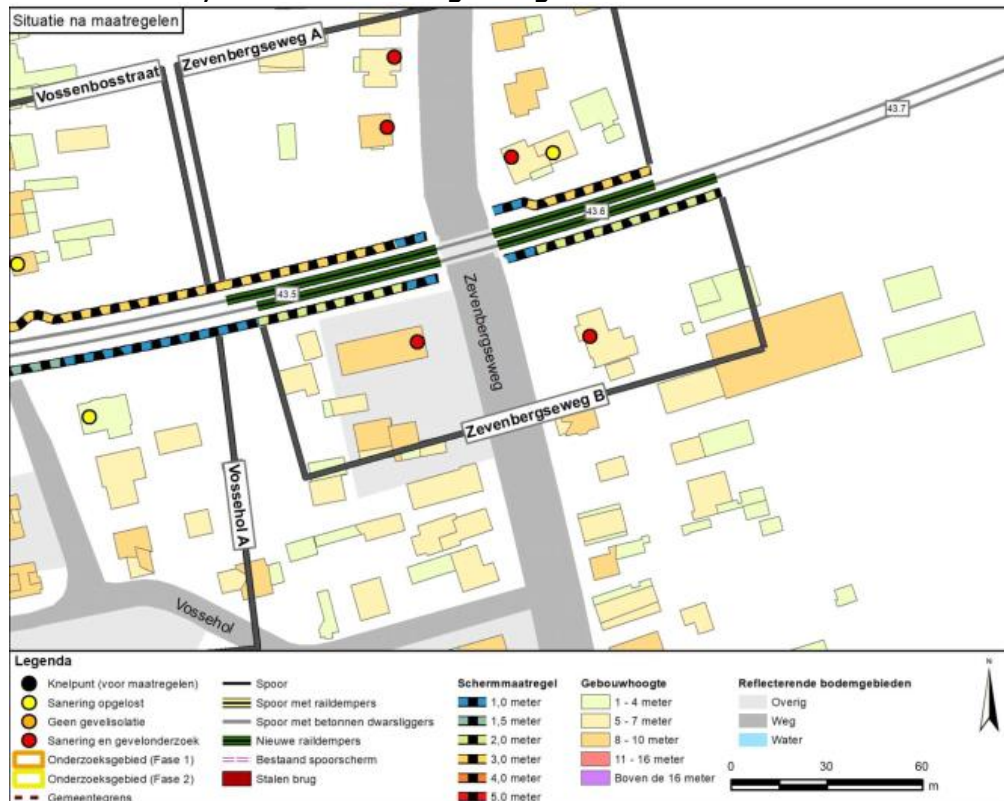 Situatie na maatregelen
Zevenbergseweg A
Vossenbosstraat
43.7
43.6
43.5
Zevenbergseweg
Zevenbergseweg B
Vossehol A
Vossehol
Legenda
Knelpunt (voor maatregelen)
Sanering opgelost
Geen gevelisolatie
Sanering en gevelonderzoek
Onderzoeksgebied (Fase 1)
Onderzoeksgebied (Fase 2)
Gemeentegrens
Spoor
Spoor met raildempers
Spoor met betonnen dwarsliggers
Nieuwe raildempers
Bestaand spoorscherm
Stalen brug
Schermmaatregel
1,0 meter
1,5 meter
2,0 meter
3,0 meter
4,0 meter
5,0 meter
Gebouwhoogte
1 - 4 meter
5 - 7 meter
8 - 10 meter
11 - 16 meter
Boven de 16 meter
Reflecterende bodemgebieden
Overig
Weg
Water
N
0 30 60
m